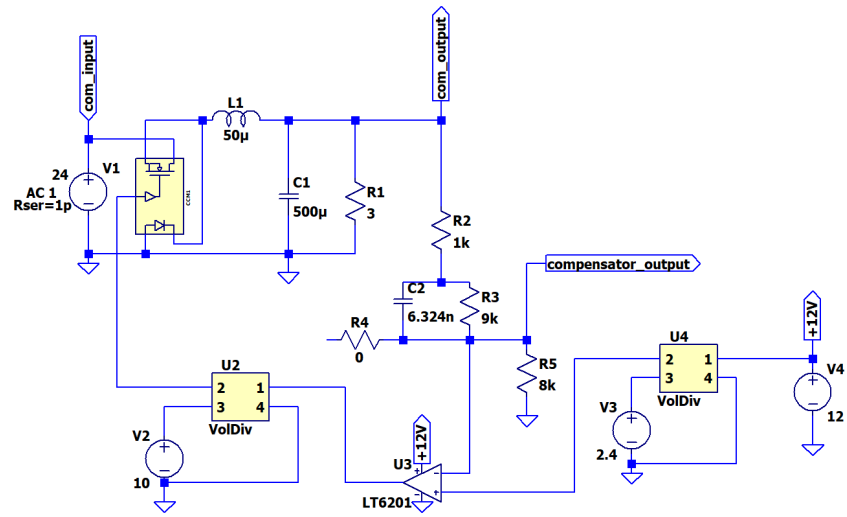 com_input
com_output
L1
50µ
24
V1
AC 1
Rser=1p
CCM1
C1
500µ
R1
3
R2
1k
C2
6.324n
R3
9k
compensator_output
R4
0
R5
8k
+12V
U4
2
1
3
4
VolDiv
V4
12
V3
2.4
U2
2
1
3
4
VolDiv
V2
10
+12V
U3
LT6201